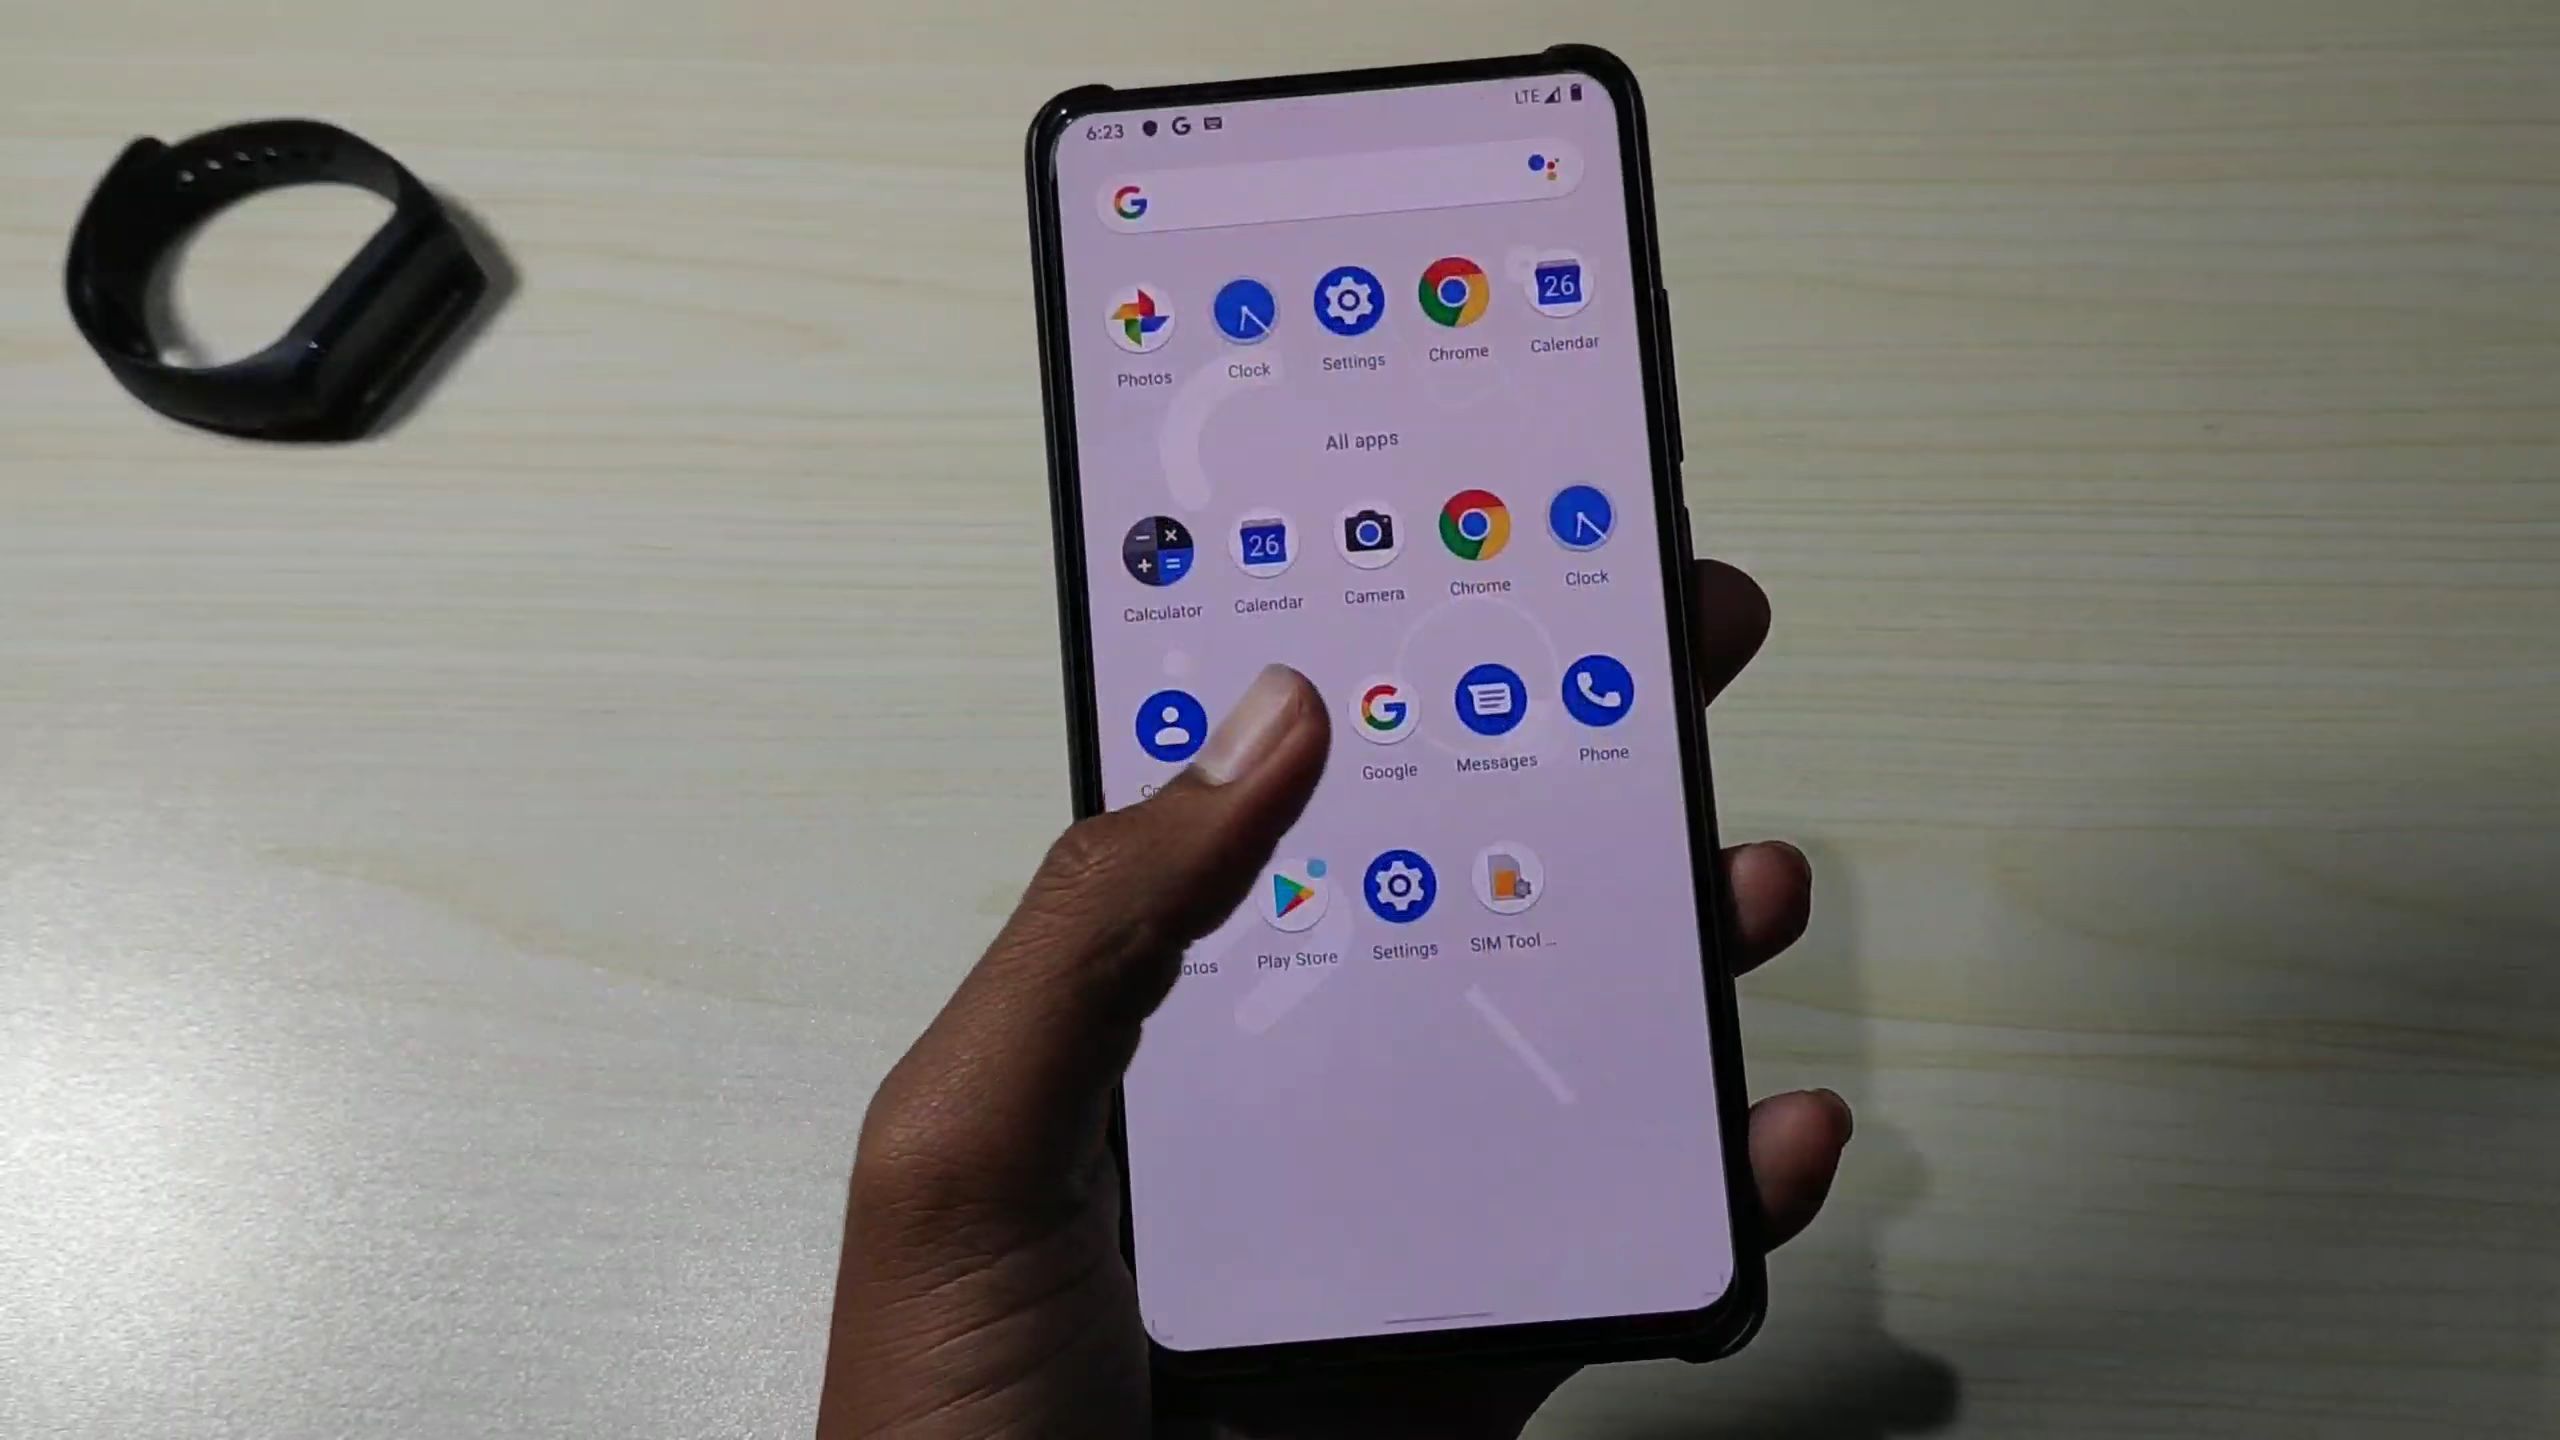 6:23 G LTE
G
Photos Clock Settings Chrome Calendar
26
All apps
26
Calculator Calendar Camera Chrome Clock
Google Messages Phone
Play Store Settings SIM Tool ...